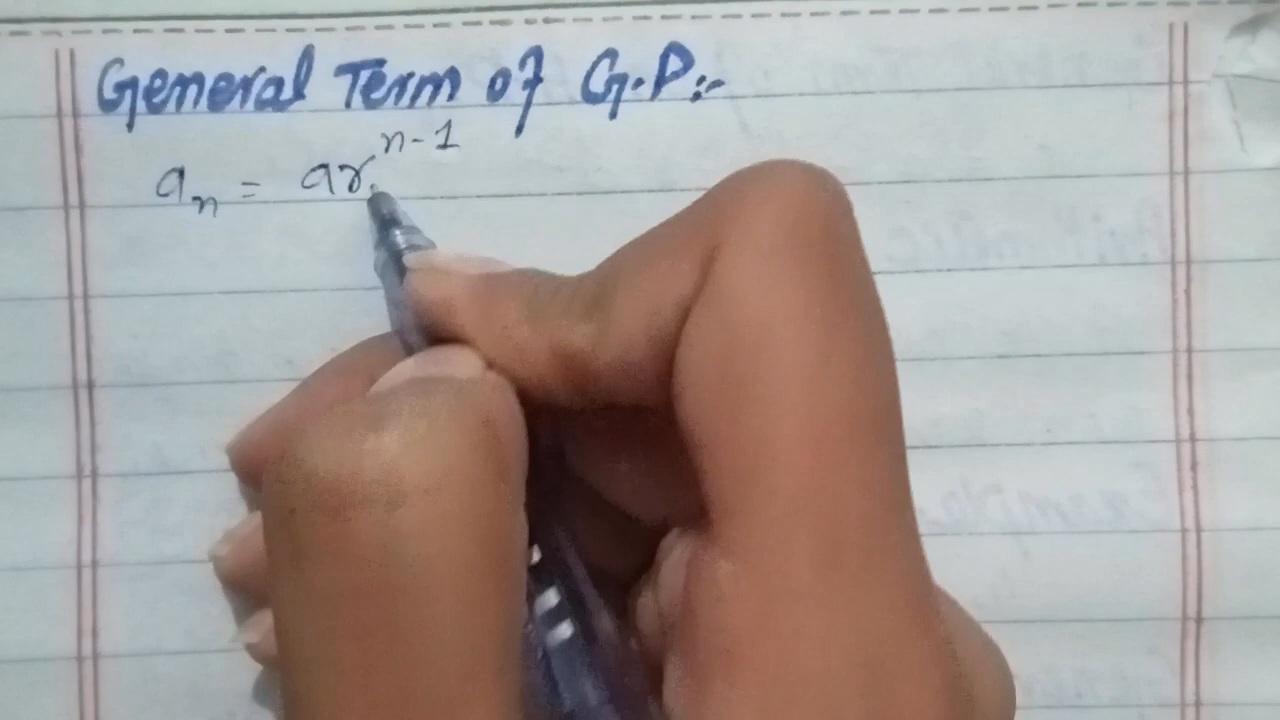 General Term of G.P:-
aₙ = arⁿ⁻¹